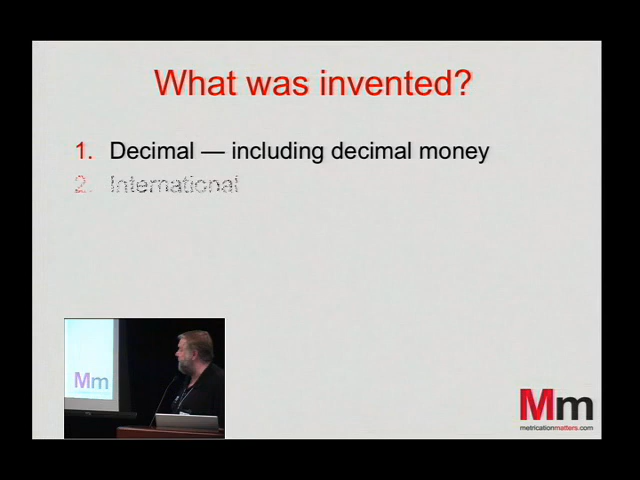 What was invented?
1. Decimal — including decimal money
2. International
Mm
Mm
metricationmatters.com